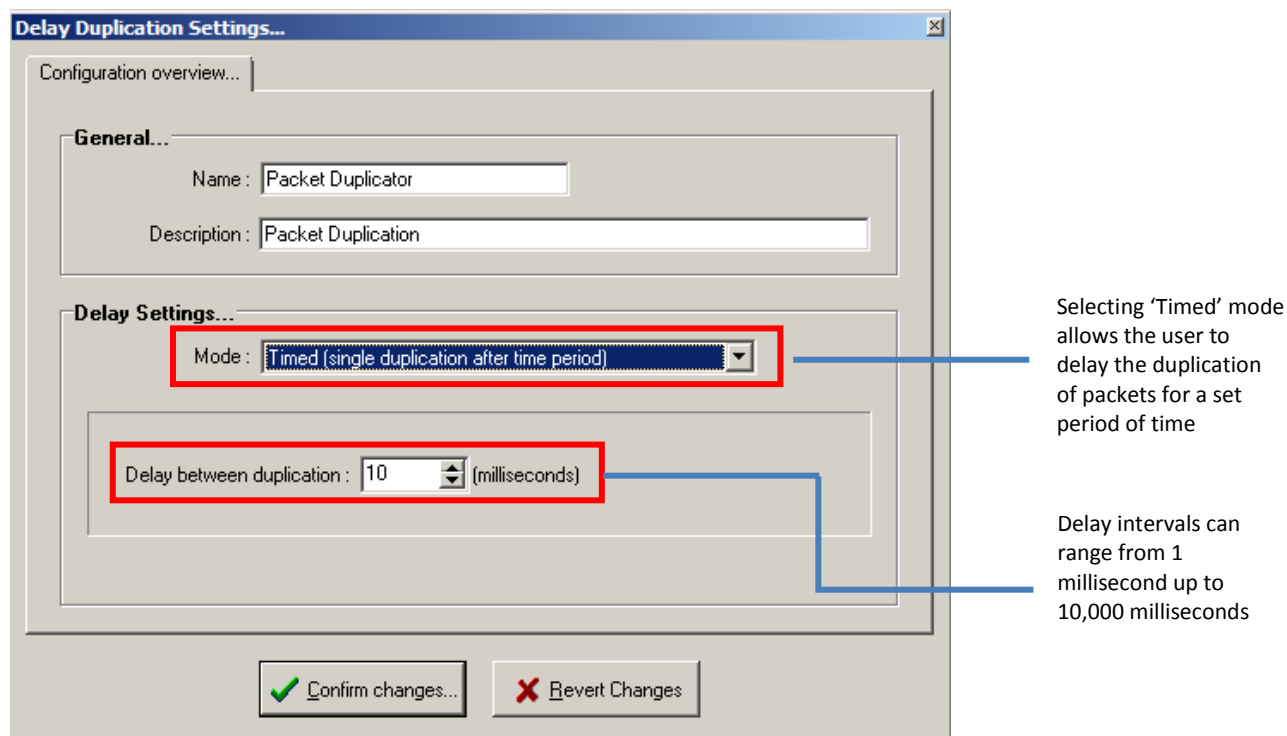 Delay Duplication Settings...
Configuration overview...
General...
Name : Packet Duplicator
Description : Packet Duplication
Delay Settings...
Mode : Timed (single duplication after time period)
Delay between duplication : 10 (milliseconds)
Confirm changes...
Revert Changes
Selecting ‘Timed’ mode
allows the user to
delay the duplication
of packets for a set
period of time
Delay intervals can
range from 1
millisecond up to
10,000 milliseconds